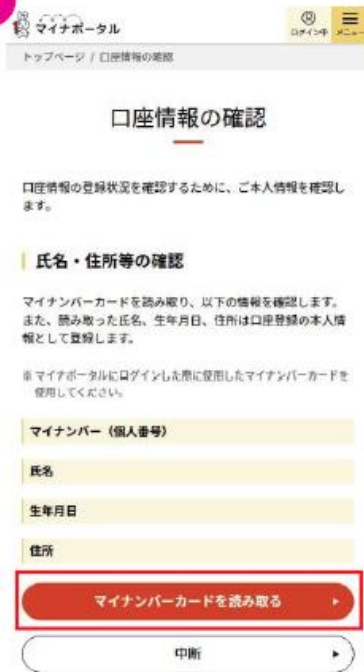 マイナポータル
ログイン中
メニュー
トップページ / 口座情報の確認
口座情報の確認
口座情報の登録状況を確認するために、ご本人情報を確認し
ます。
氏名・住所等の確認
マイナンバーカードを読み取り、以下の情報を確認します。
また、読み取った氏名、生年月日、住所は口座登録の本人情
報として登録します。
※ マイナポータルにログインした際に使用したマイナンバーカードを
使用してください。
マイナンバー（個人番号）
氏名
生年月日
住所
マイナンバーカードを読み取る
中断